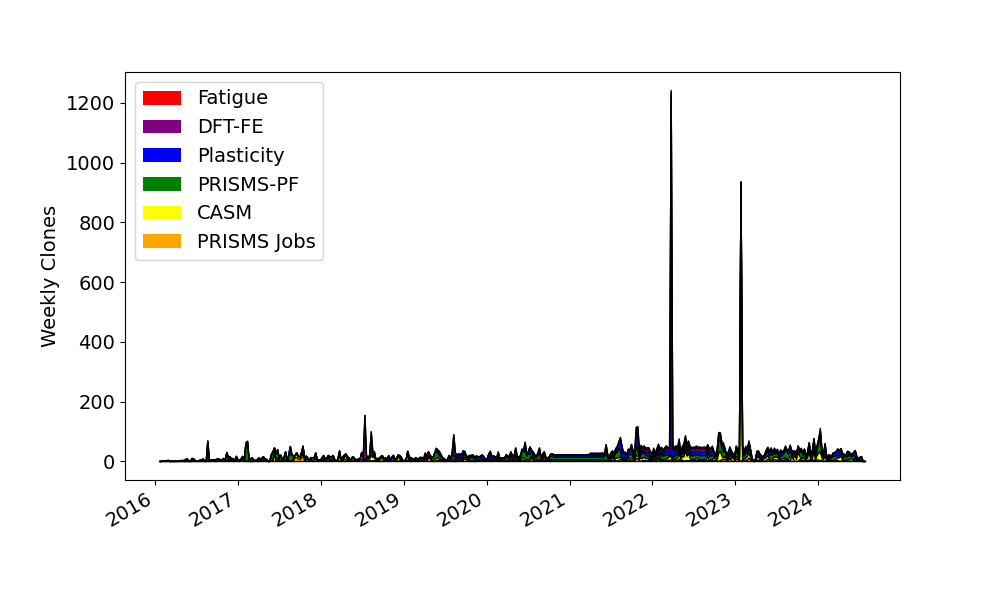 Fatigue
DFT-FE
Plasticity
PRISMS-PF
CASM
PRISMS Jobs
Weekly Clones
1200
1000
800
600
400
200
0
2016
2017
2018
2019
2020
2021
2022
2023
2024